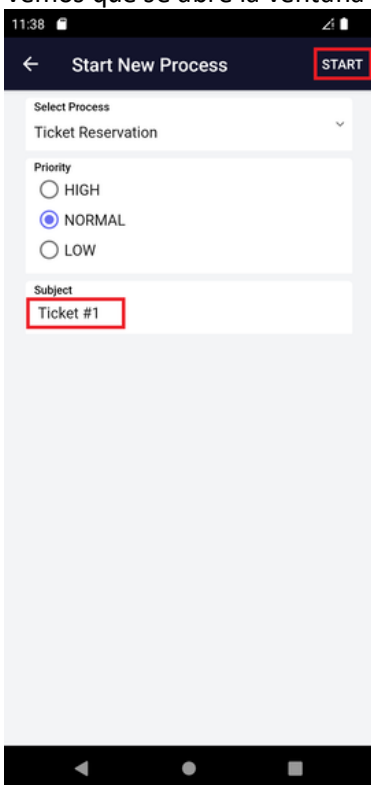 vemos que se abre la ventana
11:38
Start New Process
START
Select Process
Ticket Reservation
Priority
HIGH
NORMAL
LOW
Subject
Ticket #1